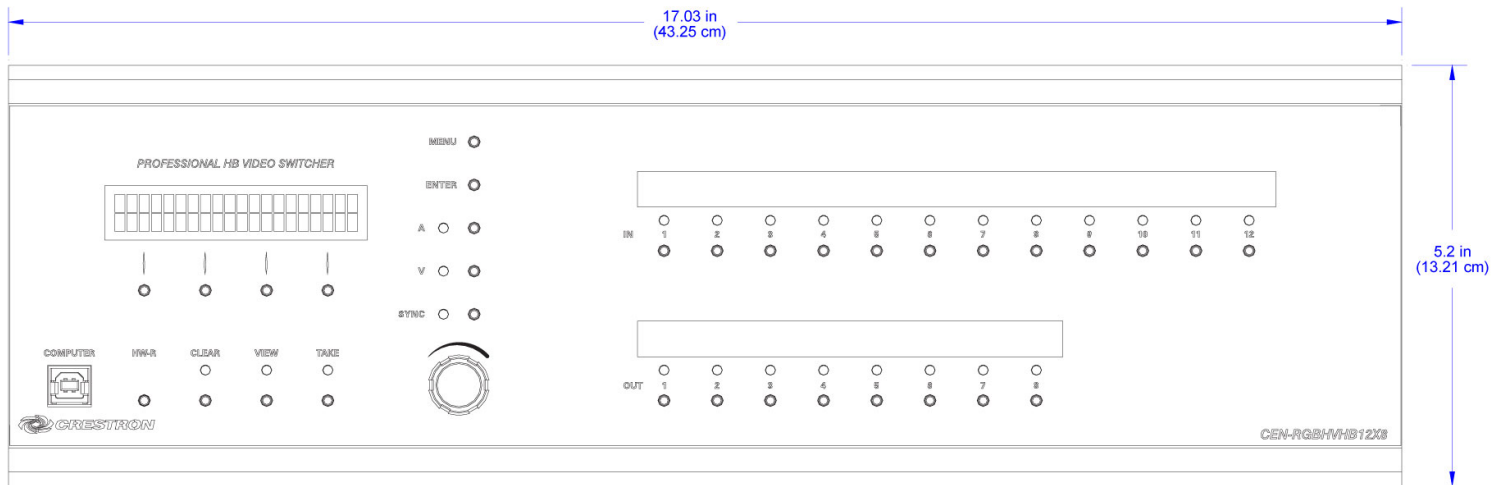 17.03 in
(43.25 cm)
5.2 in
(13.21 cm)
PROFESSIONAL HB VIDEO SWITCHER
MENU
ENTER
A
V
SYNC
COMPUTER HW-R CLEAR VIEW TAKE
CRESTRON
IN 1 2 3 4 5 6 7 8 9 10 11 12
OUT 1 2 3 4 5 6 7 8
CEN-RGBHVHB12X8